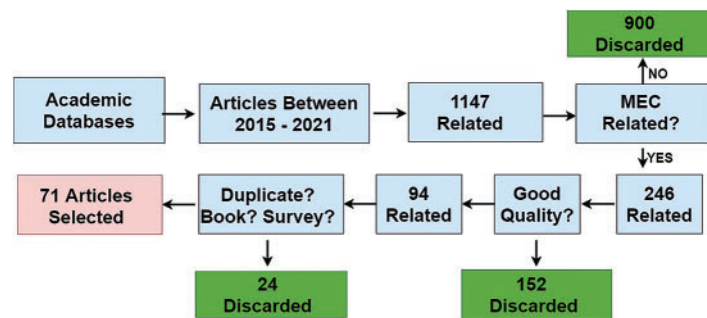 900
Discarded
NO
Academic
Databases
Articles Between
2015 - 2021
1147
Related
MEC
Related?
YES
246
Related
Good
Quality?
94
Related
Duplicate?
Book? Survey?
71 Articles
Selected
152
Discarded
24
Discarded